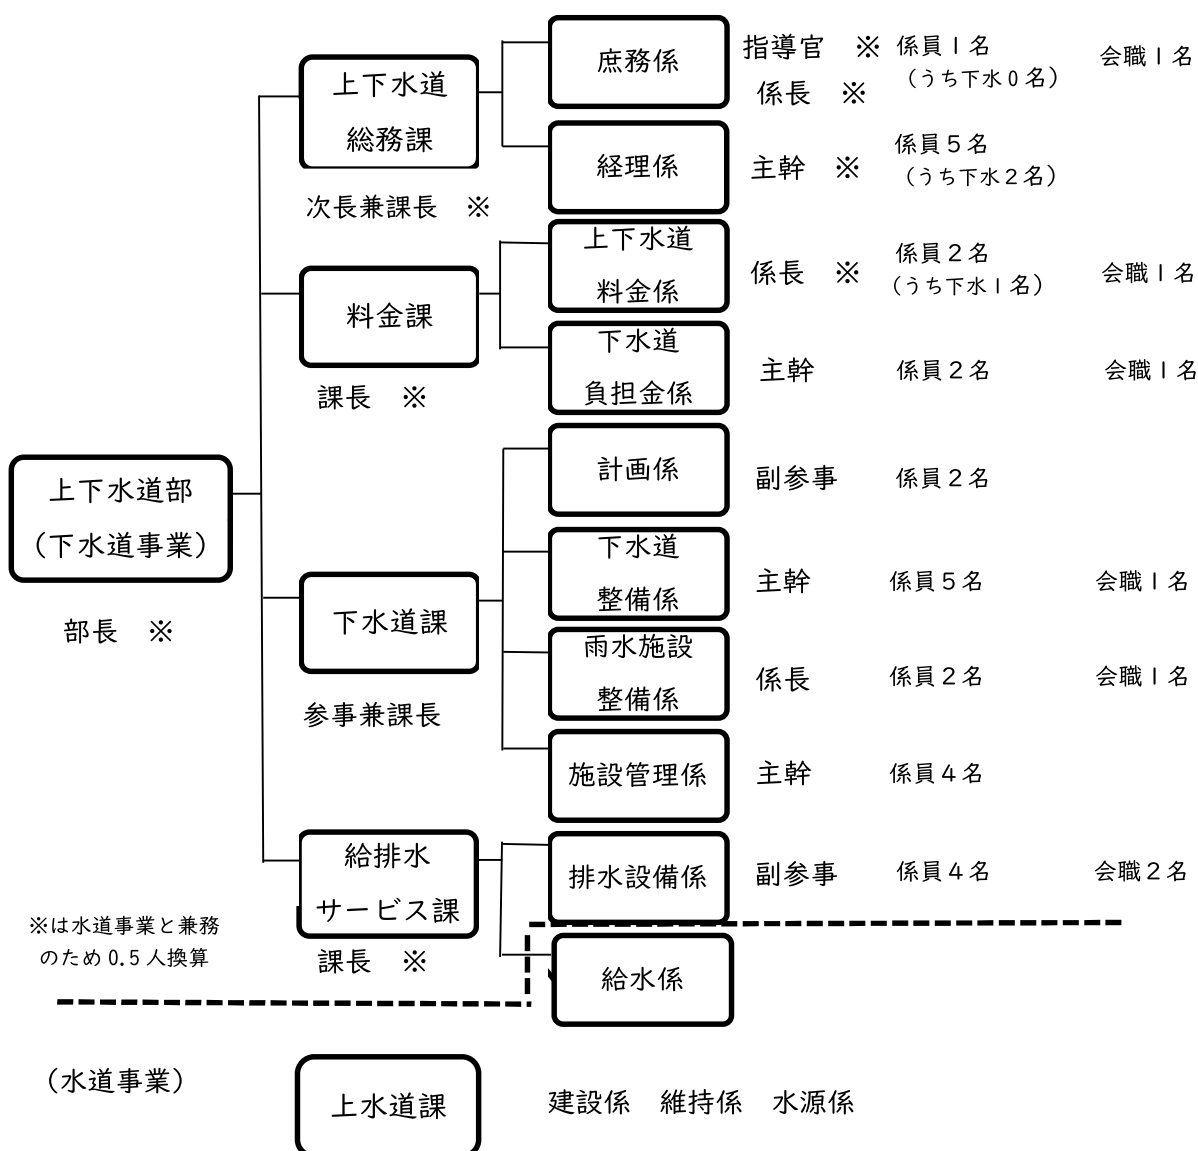 上下水道部
（下水道事業）
部長　※
上下水道
総務課
次長兼課長　※
庶務係
指導官　※
係長　※
係員１名
（うち下水０名）
会職１名
経理係
主幹　※
係員５名
（うち下水２名）
料金課
課長　※
上下水道
料金係
係長　※
係員２名
（うち下水１名）
会職１名
下水道
負担金係
主幹
係員２名
会職１名
下水道課
参事兼課長
計画係
副参事
係員２名
下水道
整備係
主幹
係員５名
会職１名
雨水施設
整備係
係長
係員２名
会職１名
施設管理係
主幹
係員４名
給排水
サービス課
課長　※
排水設備係
副参事
係員４名
会職２名
給水係
※は水道事業と兼務
のため0.5人換算
（水道事業）
上水道課
建設係　維持係　水源係